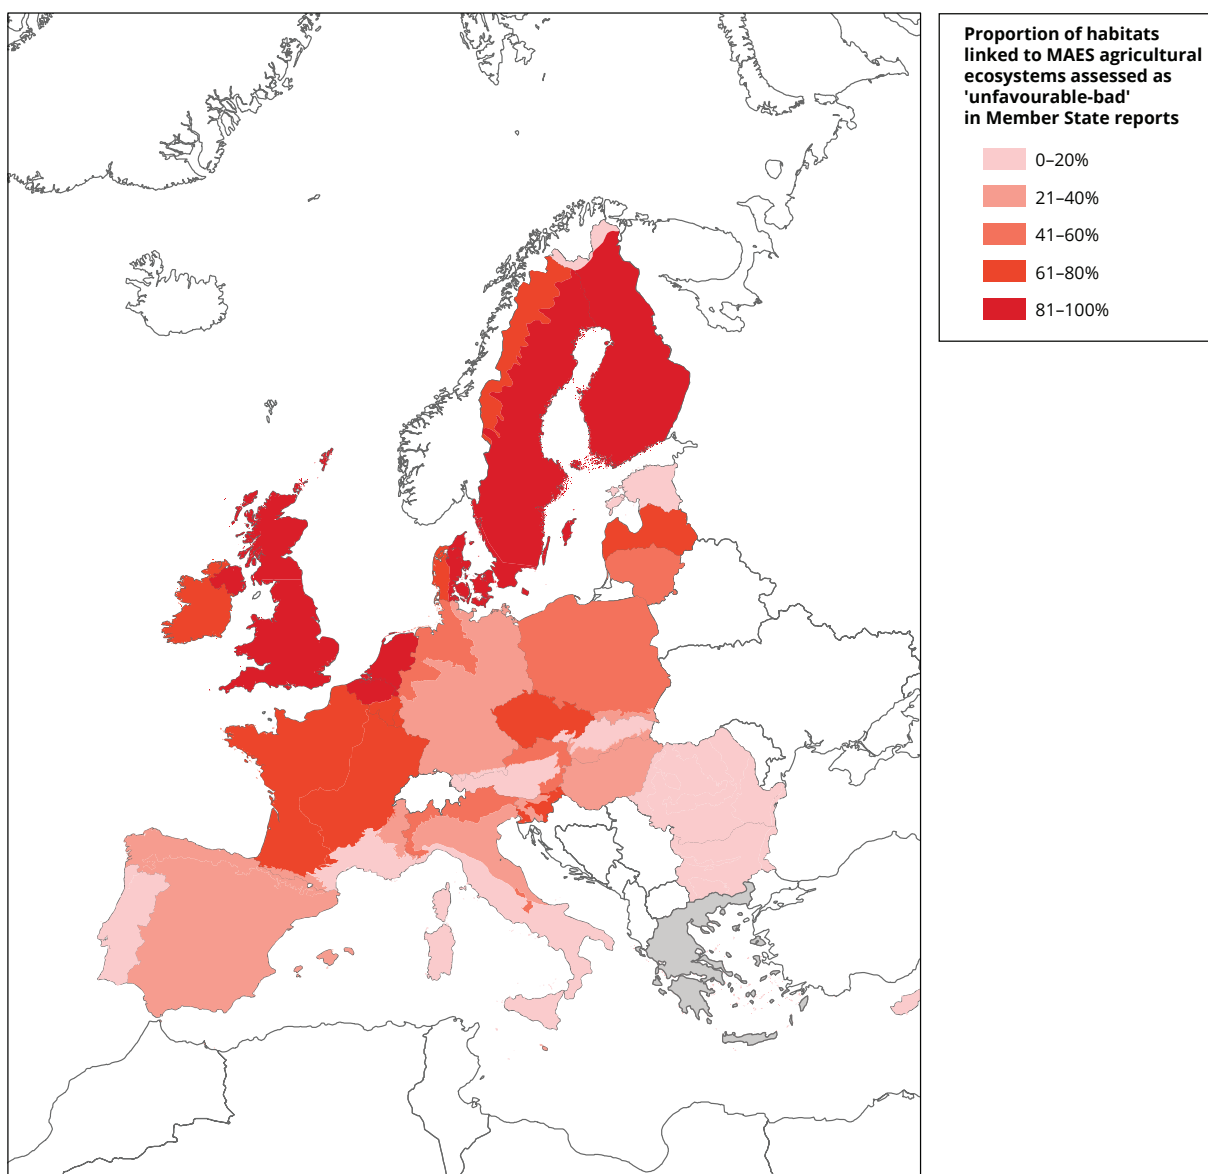 Proportion of habitats
linked to MAES agricultural
ecosystems assessed as
'unfavourable-bad'
in Member State reports
0–20%
21–40%
41–60%
61–80%
81–100%